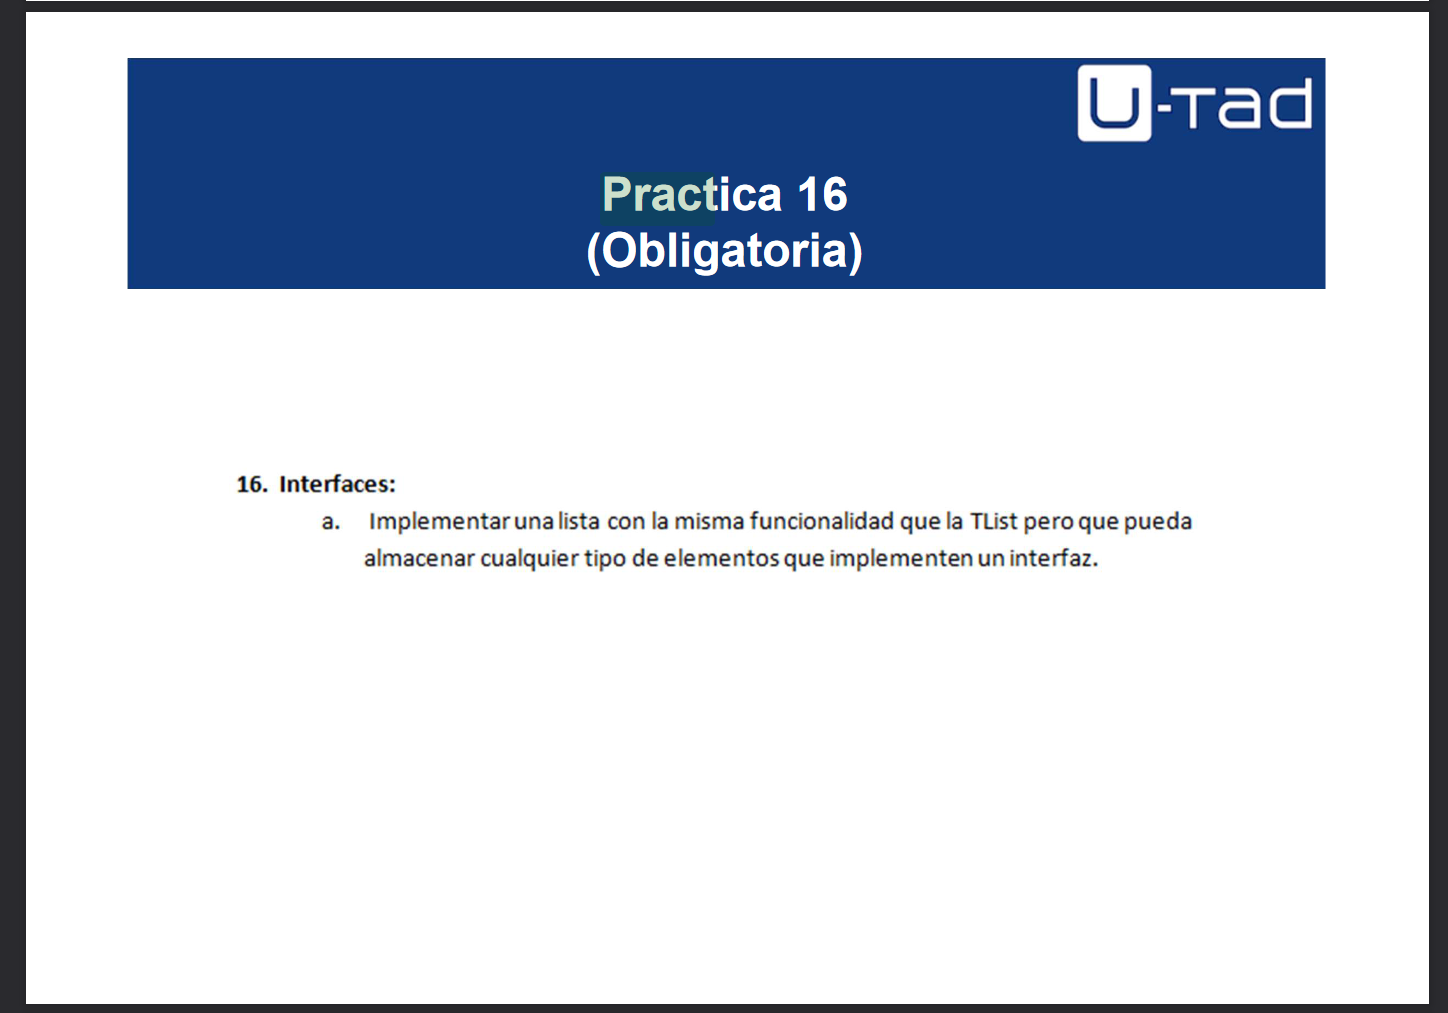 U-Tad
Practica 16
(Obligatoria)
16. Interfaces:
a. Implementar una lista con la misma funcionalidad que la TList pero que pueda
almacenar cualquier tipo de elementos que implementen un interfaz.